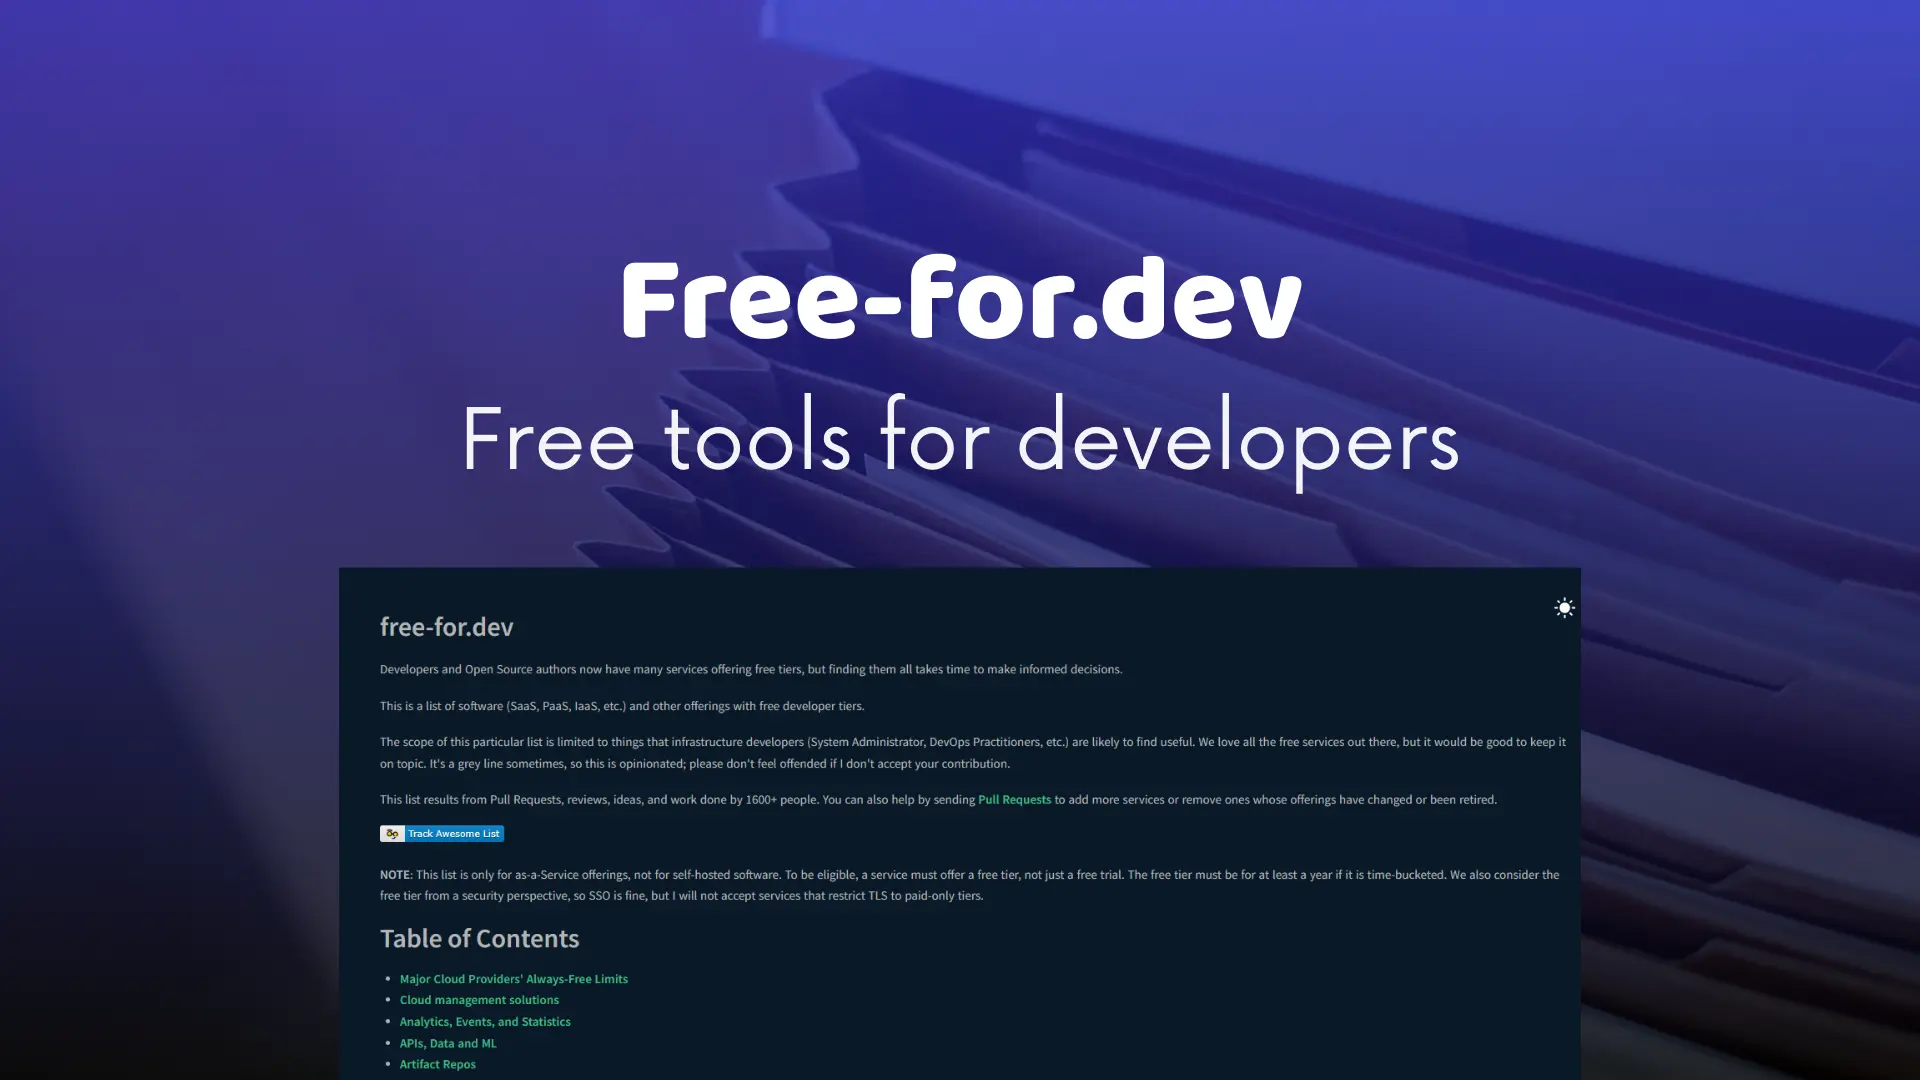 Free-for.dev
Free tools for developers
free-for.dev
Developers and Open Source authors now have many services offering free tiers, but finding them all takes time to make informed decisions.
This is a list of software (SaaS, PaaS, IaaS, etc.) and other offerings with free developer tiers.
The scope of this particular list is limited to things that infrastructure developers (System Administrator, DevOps Practitioners, etc.) are likely to find useful. We love all the free services out there, but it would be good to keep it
on topic. It's a grey line sometimes, so this is opinionated; please don't feel offended if I don't accept your contribution.
This list results from Pull Requests, reviews, ideas, and work done by 1600+ people. You can also help by sending Pull Requests to add more services or remove ones whose offerings have changed or been retired.
Track Awesome List
NOTE: This list is only for as-a-Service offerings, not for self-hosted software. To be eligible, a service must offer a free tier, not just a free trial. The free tier must be for at least a year if it is time-bucketed. We also consider the
free tier from a security perspective, so SSO is fine, but I will not accept services that restrict TLS to paid-only tiers.
Table of Contents
• Major Cloud Providers' Always-Free Limits
• Cloud management solutions
• Analytics, Events, and Statistics
• APIs, Data and ML
• Artifact Repos